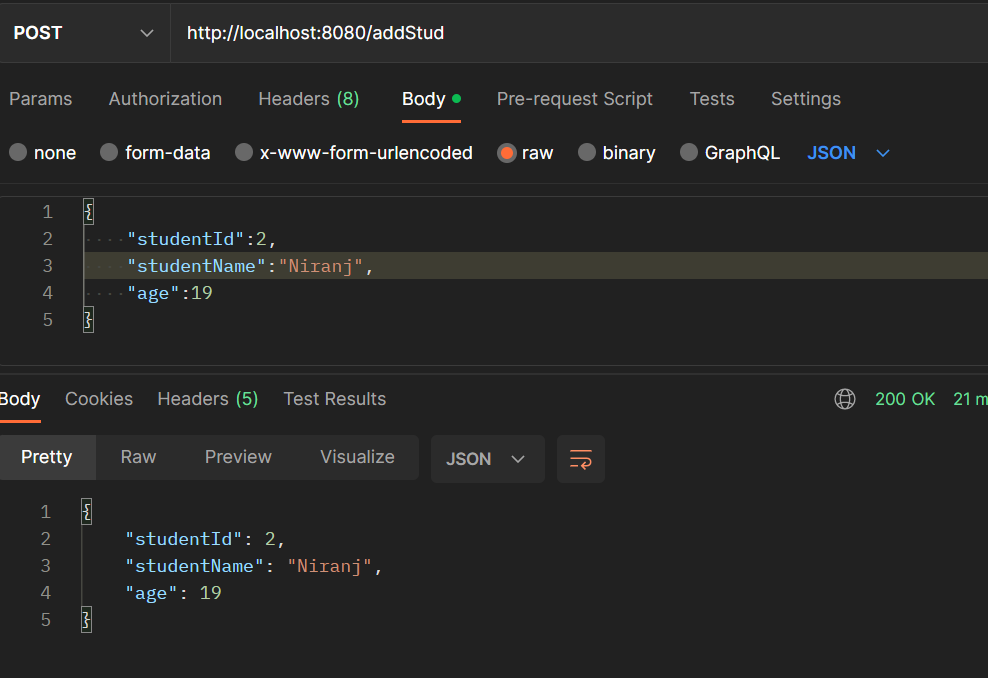 POST http://localhost:8080/addStud
Params Authorization Headers (8) Body Pre-request Script Tests Settings
none form-data x-www-form-urlencoded raw binary GraphQL JSON
1 {
2 "studentId":2,
3 "studentName":"Niranj",
4 "age":19
5 }
Body Cookies Headers (5) Test Results 200 OK 21 m
Pretty Raw Preview Visualize JSON
1 {
2 "studentId": 2,
3 "studentName": "Niranj",
4 "age": 19
5 }